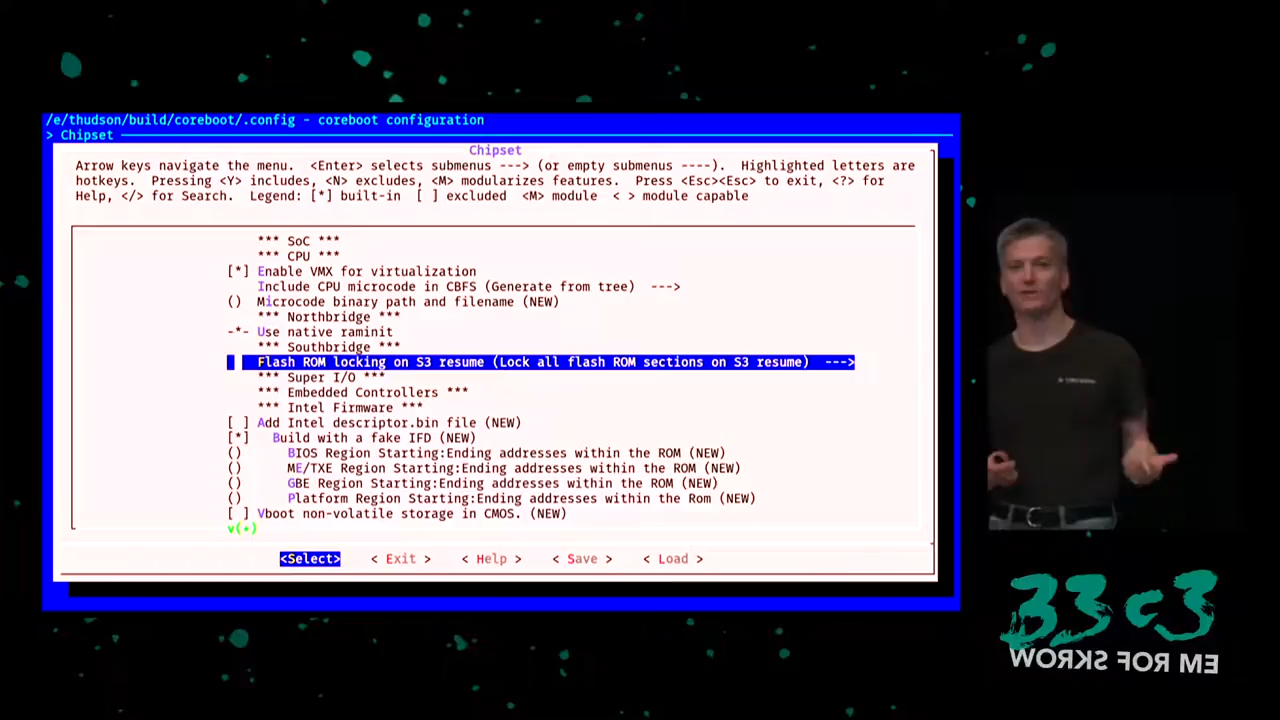 /e/thudson/build/coreboot/.config - coreboot configuration
> Chipset
Chipset
Arrow keys navigate the menu. <Enter> selects submenus ---> (or empty submenus ----). Highlighted letters are
hotkeys. Pressing <Y> includes, <N> excludes, <M> modularizes features. Press <Esc><Esc> to exit, <?> for
Help, </> for Search. Legend: [*] built-in [ ] excluded <M> module < > module capable
*** SoC ***
*** CPU ***
[*] Enable VMX for virtualization
Include CPU microcode in CBFS (Generate from tree) --->
() Microcode binary path and filename (NEW)
*** Northbridge ***
-*- Use native raminit
*** Southbridge ***
Flash ROM locking on S3 resume (Lock all flash ROM sections on S3 resume) --->
*** Super I/O ***
*** Embedded Controllers ***
*** Intel Firmware ***
[ ] Add Intel descriptor.bin file (NEW)
[*] Build with a fake IFD (NEW)
() BIOS Region Starting:Ending addresses within the ROM (NEW)
() ME/TXE Region Starting:Ending addresses within the ROM (NEW)
() GBE Region Starting:Ending addresses within the ROM (NEW)
() Platform Region Starting:Ending addresses within the Rom (NEW)
[ ] Vboot non-volatile storage in CMOS. (NEW)
v(+)
<Select> < Exit > < Help > < Save > < Load >
33c3
WORKS FOR ME